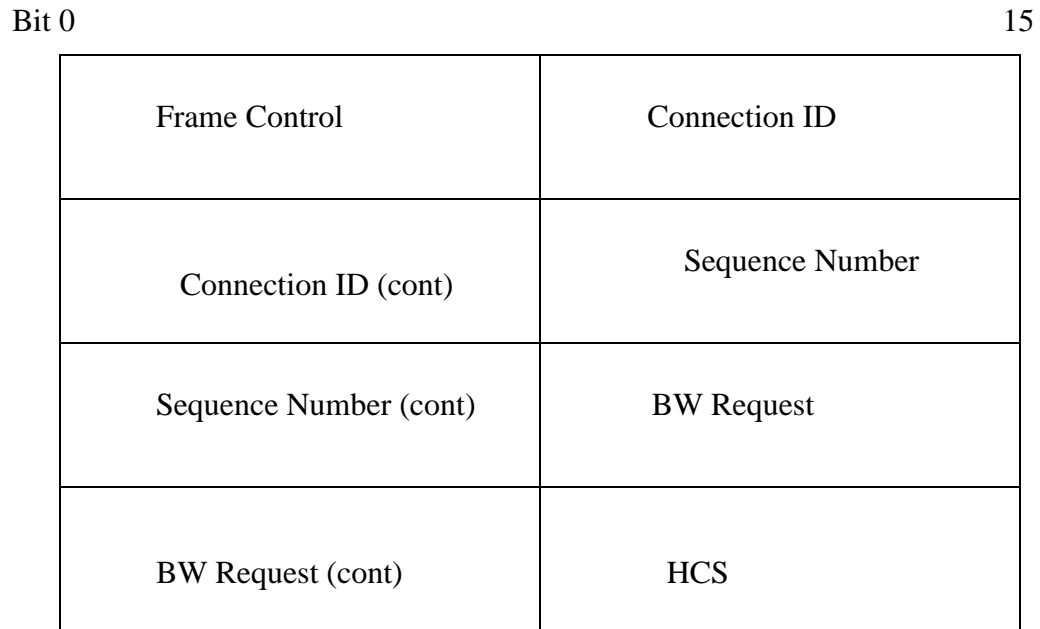 Bit 0 15
Frame Control Connection ID
Connection ID (cont) Sequence Number
Sequence Number (cont) BW Request
BW Request (cont) HCS